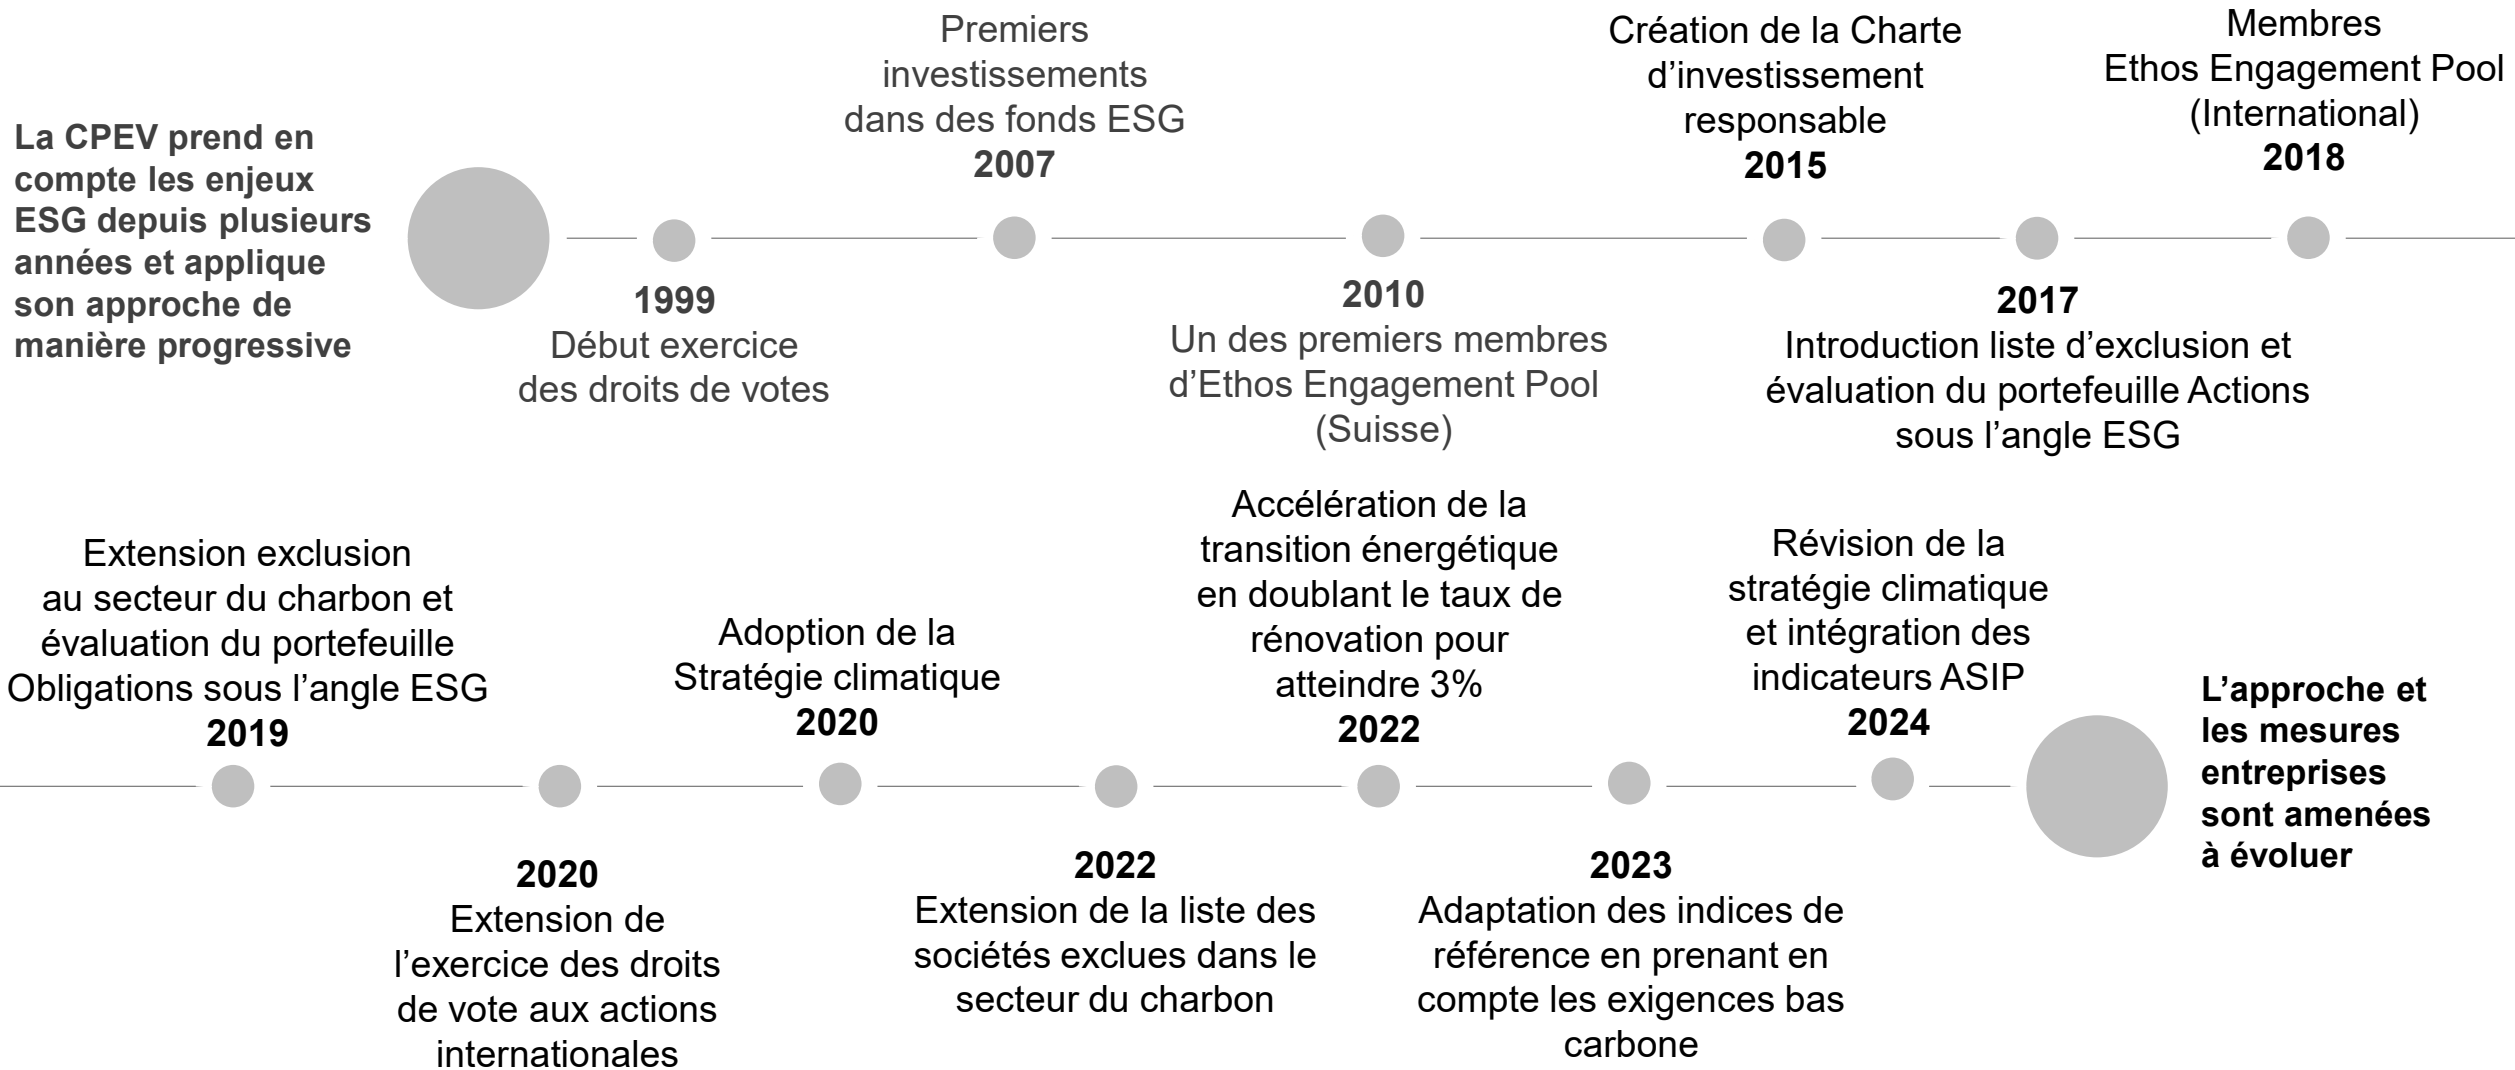 La CPEV prend en
compte les enjeux
ESG depuis plusieurs
années et applique
son approche de
manière progressive
1999
Début exercice
des droits de votes
Premiers
investissements
dans des fonds ESG
2007
2010
Un des premiers membres
d’Ethos Engagement Pool
(Suisse)
Création de la Charte
d’investissement
responsable
2015
2017
Introduction liste d’exclusion et
évaluation du portefeuille Actions
sous l’angle ESG
Membres
Ethos Engagement Pool
(International)
2018
Extension exclusion
au secteur du charbon et
évaluation du portefeuille
Obligations sous l’angle ESG
2019
2020
Extension de
l’exercice des droits
de vote aux actions
internationales
Adoption de la
Stratégie climatique
2020
2022
Extension de la liste des
sociétés exclues dans le
secteur du charbon
Accélération de la
transition énergétique
en doublant le taux de
rénovation pour
atteindre 3%
2022
2023
Adaptation des indices de
référence en prenant en
compte les exigences bas
carbone
Révision de la
stratégie climatique
et intégration des
indicateurs ASIP
2024
L’approche et
les mesures
entreprises
sont amenées
à évoluer